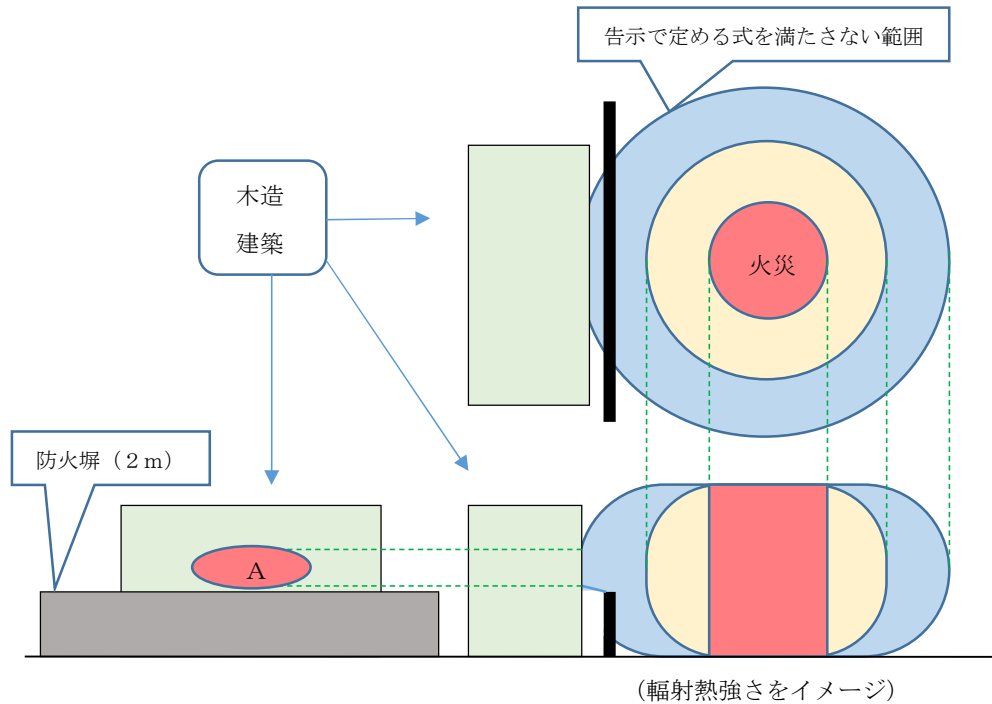 告示で定める式を満たさない範囲
木造
建築
火災
防火塀（２ｍ）
Ａ
（輻射熱強さをイメージ）